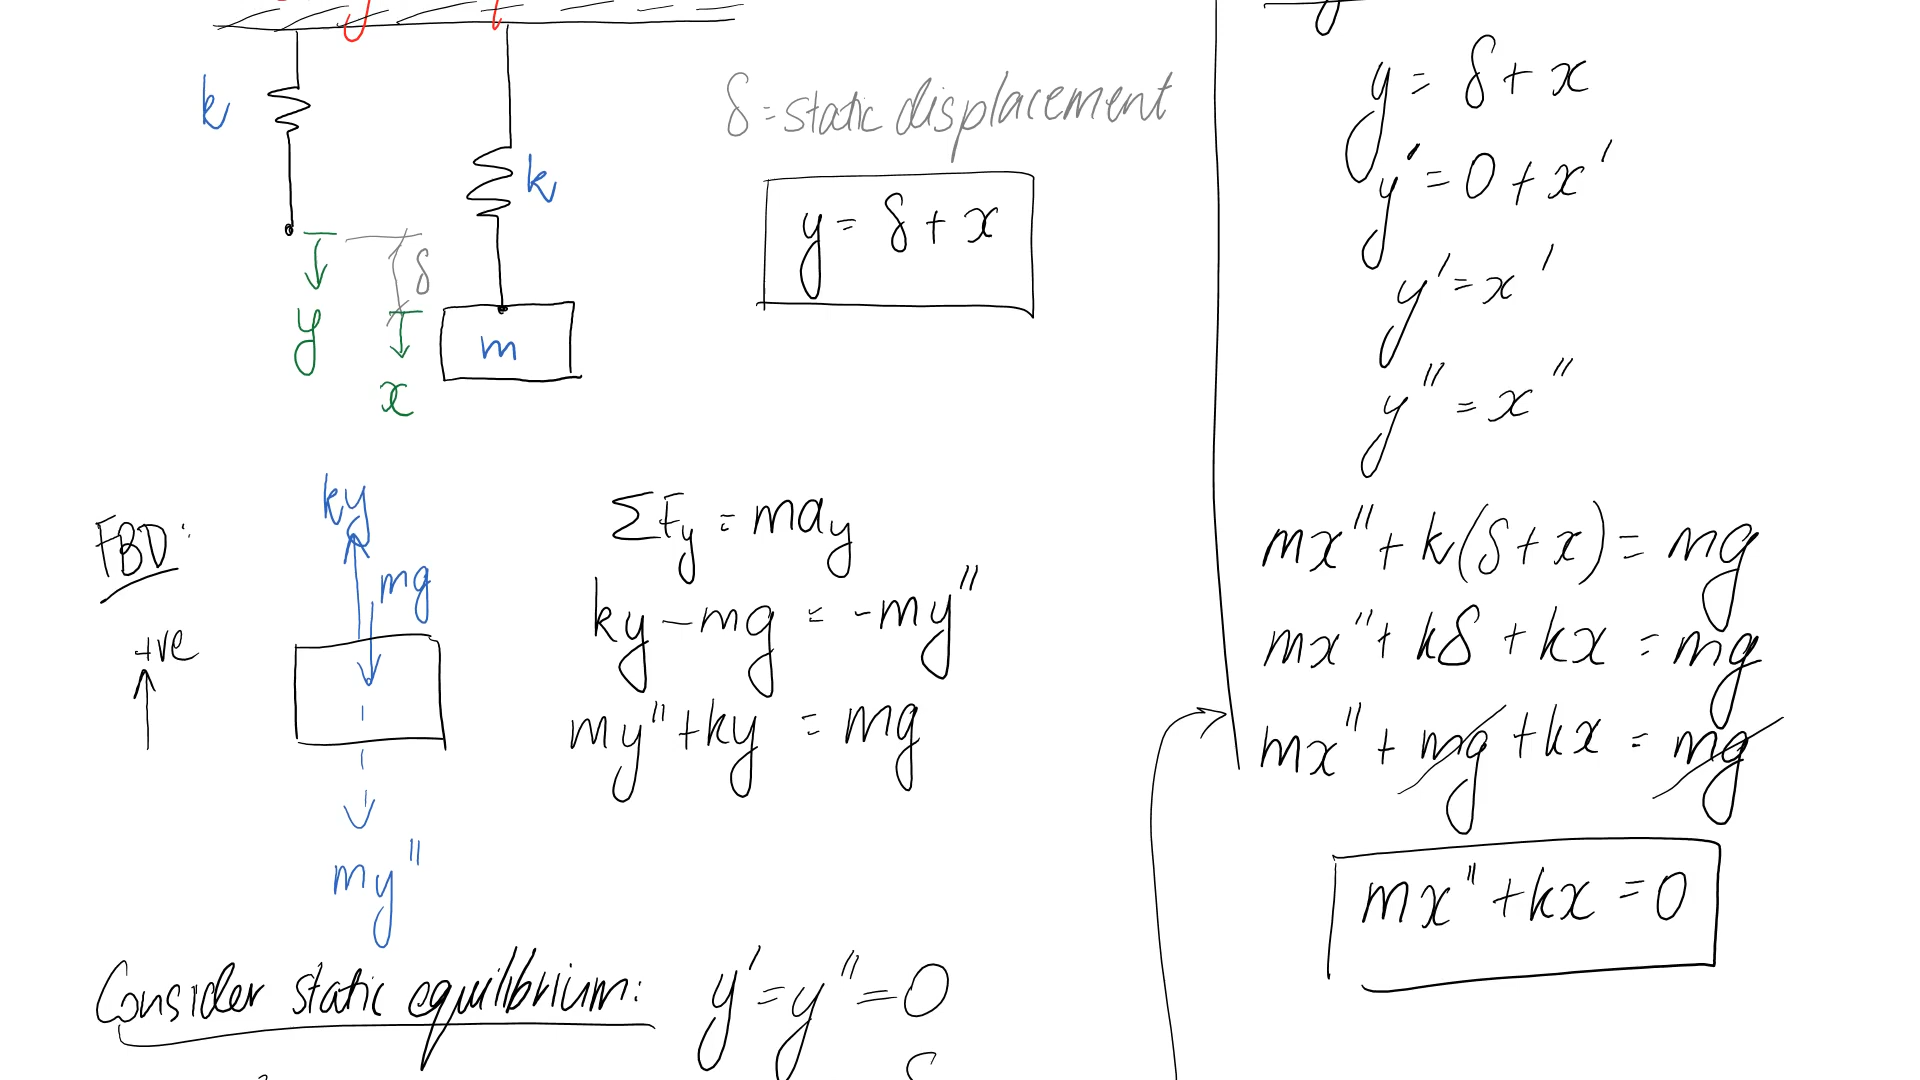 k
k
δ = static displacement
y = δ + x
δ
y
x
m
FBD:
+ve
ky
mg
my''
ΣFy = may
ky - mg = -my''
my'' + ky = mg
Consider static equilibrium: y' = y'' = 0
y = δ + x
y' = 0 + x'
y' = x'
y'' = x''
mx'' + k(δ + x) = mg
mx'' + kδ + kx = mg
mx'' + mg + kx = mg
mx'' + kx = 0